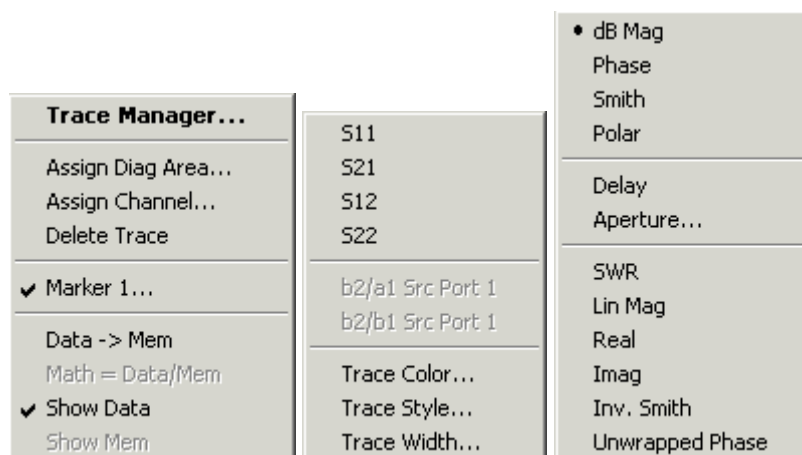 Trace Manager...
Assign Diag Area...
Assign Channel...
Delete Trace
Marker 1...
Data -> Mem
Math = Data/Mem
Show Data
Show Mem
S11
S21
S12
S22
b2/a1 Src Port 1
b2/b1 Src Port 1
Trace Color...
Trace Style...
Trace Width...
dB Mag
Phase
Smith
Polar
Delay
Aperture...
SWR
Lin Mag
Real
Imag
Inv. Smith
Unwrapped Phase